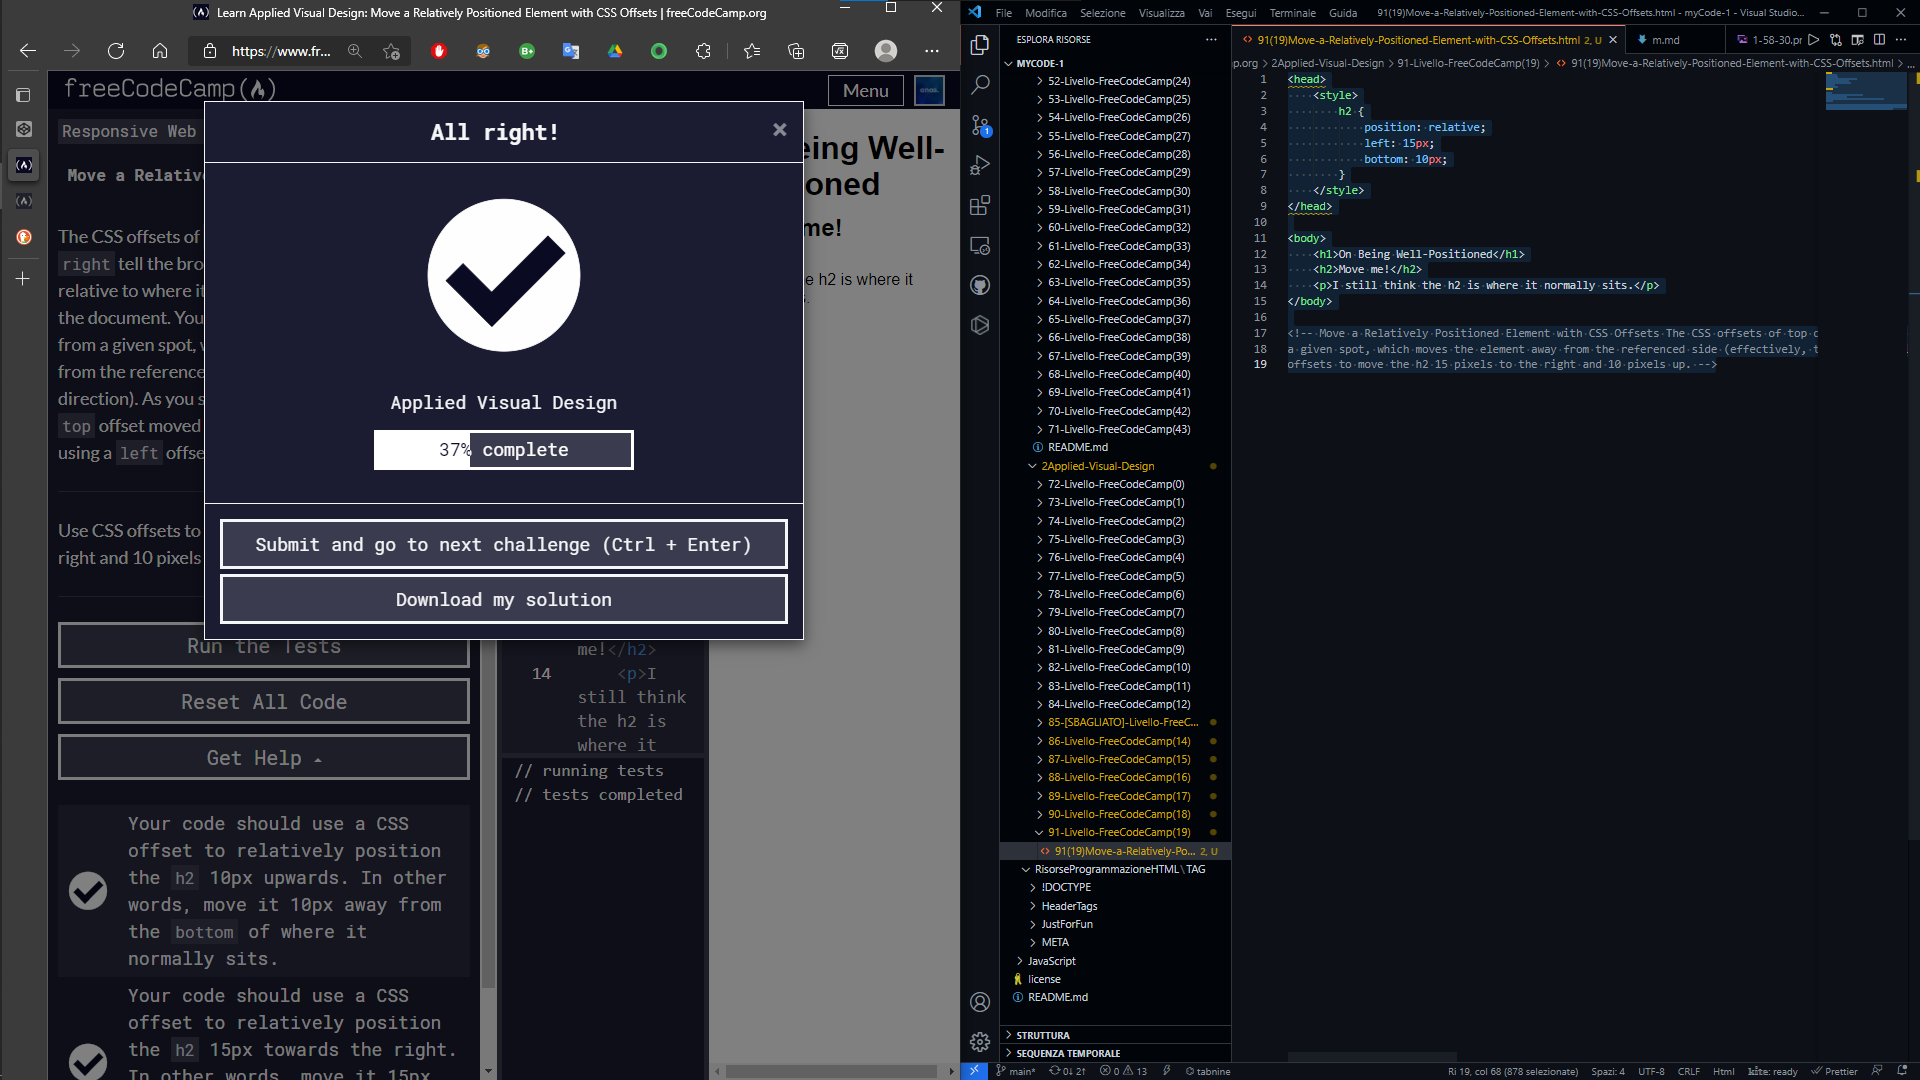 Learn Applied Visual Design: Move a Relatively Positioned Element with CSS Offsets | freeCodeCamp.org
https://www.fr...
freeCodeCamp(
Menu
Responsive Web
Move a Relativ
The CSS offsets of
right tell the bro
relative to where it
the document. You
from a given spot, w
from the reference
direction). As you s
top offset moved
using a left offse
Use CSS offsets to
right and 10 pixels
Run the Tests
Reset All Code
Get Help
Your code should use a CSS
offset to relatively position
the h2 10px upwards. In other
words, move it 10px away from
the bottom of where it
normally sits.
Your code should use a CSS
offset to relatively position
the h2 15px towards the right.
In other words, move it 15px
All right!
×
Applied Visual Design
37% complete
Submit and go to next challenge (Ctrl + Enter)
Download my solution
me!</h2>
14 <p>I
still think
the h2 is
where it
// running tests
// tests completed
eing Well-
oned
me!
e h2 is where it
File Modifica Selezione Visualizza Vai Esegui Terminale Guida
91(19)Move-a-Relatively-Positioned-Element-with-CSS-Offsets.html - myCode-1 - Visual Studio...
ESPLORA RISORSE
MYCODE-1
52-Livello-FreeCodeCamp(24)
53-Livello-FreeCodeCamp(25)
54-Livello-FreeCodeCamp(26)
55-Livello-FreeCodeCamp(27)
56-Livello-FreeCodeCamp(28)
57-Livello-FreeCodeCamp(29)
58-Livello-FreeCodeCamp(30)
59-Livello-FreeCodeCamp(31)
60-Livello-FreeCodeCamp(32)
61-Livello-FreeCodeCamp(33)
62-Livello-FreeCodeCamp(34)
63-Livello-FreeCodeCamp(35)
64-Livello-FreeCodeCamp(36)
65-Livello-FreeCodeCamp(37)
66-Livello-FreeCodeCamp(38)
67-Livello-FreeCodeCamp(39)
68-Livello-FreeCodeCamp(40)
69-Livello-FreeCodeCamp(41)
70-Livello-FreeCodeCamp(42)
71-Livello-FreeCodeCamp(43)
README.md
2Applied-Visual-Design
72-Livello-FreeCodeCamp(0)
73-Livello-FreeCodeCamp(1)
74-Livello-FreeCodeCamp(2)
75-Livello-FreeCodeCamp(3)
76-Livello-FreeCodeCamp(4)
77-Livello-FreeCodeCamp(5)
78-Livello-FreeCodeCamp(6)
79-Livello-FreeCodeCamp(7)
80-Livello-FreeCodeCamp(8)
81-Livello-FreeCodeCamp(9)
82-Livello-FreeCodeCamp(10)
83-Livello-FreeCodeCamp(11)
84-Livello-FreeCodeCamp(12)
85-[SBAGLIATO]-Livello-FreeC...
86-Livello-FreeCodeCamp(14)
87-Livello-FreeCodeCamp(15)
88-Livello-FreeCodeCamp(16)
89-Livello-FreeCodeCamp(17)
90-Livello-FreeCodeCamp(18)
91-Livello-FreeCodeCamp(19)
91(19)Move-a-Relatively-Po... 2, U
RisorseProgrammazioneHTML\TAG
!DOCTYPE
HeaderTags
JustForFun
META
JavaScript
license
README.md
STRUTTURA
SEQUENZA TEMPORALE
91(19)Move-a-Relatively-Positioned-Element-with-CSS-Offsets.html 2, U
m.md
1-58-30.pr
p.org > 2Applied-Visual-Design > 91-Livello-FreeCodeCamp(19) > 91(19)Move-a-Relatively-Positioned-Element-with-CSS-Offsets.html > ...
1 <head>
2 <style>
3 h2 {
4 position: relative;
5 left: 15px;
6 bottom: 10px;
7 }
8 </style>
9 </head>
10
11 <body>
12 <h1>On Being Well-Positioned</h1>
13 <h2>Move me!</h2>
14 <p>I still think the h2 is where it normally sits.</p>
15 </body>
16
17 <!-- Move a Relatively Positioned Element with CSS Offsets The CSS offsets of top o
18 a given spot, which moves the element away from the referenced side (effectively, t
19 offsets to move the h2 15 pixels to the right and 10 pixels up. -->
main* 0↓ 2↑ 0 13 tabnine
Ri 19, col 68 (878 selezionate) Spazi: 4 UTF-8 CRLF Html kite: ready Prettier